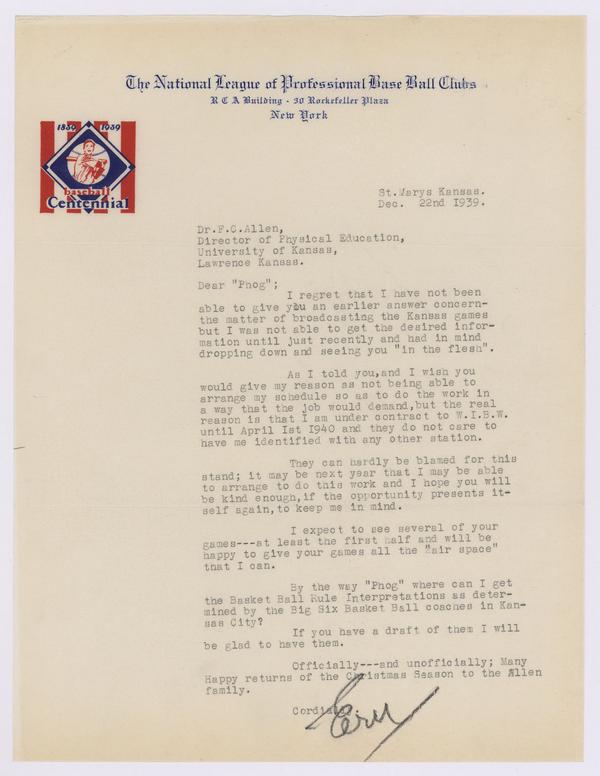 The National League of Professional Base Ball Clubs
R C A Building - 30 Rockefeller Plaza
New York
1839 1939
baseball
Centennial
St.Marys Kansas.
Dec. 22nd I939.
Dr.F.C.Allen,
Director of Physical Education,
University of Kansas,
Lawrence Kansas.
Dear "Phog";
I regret that I have not been
able to give you an earlier answer concern-
the matter of broadcasting the Kansas games
but I was not able to get the desired infor-
mation until just recently and had in mind
dropping down and seeing you "in the flesh".
As I told you,and I wish you
would give my reason as not being able to
arrange my schedule so as to do the work in
a way that the job would demand,but the real
reason is that I am under contract to W.I.B.W.
until April Ist I940 and they do not care to
have me identified with any other station.
They can hardly be blamed for this
stand; it may be next year that I may be able
to arrange to do this work and I hope you will
be kind enough,if the opportunity presents it-
self again,to keep me in mind.
I expect to see several of your
games---at least the first half and will be
happy to give your games all the "air space"
that I can.
By the way "Phog" where can I get
the Basket Ball Rule Interpretations as deter-
mined by the Big Six Basket Ball coaches in Kan-
sas City?
If you have a draft of them I will
be glad to have them.
Officially---and unofficially; Many
Happy returns of the Christmas Season to the Allen
family.